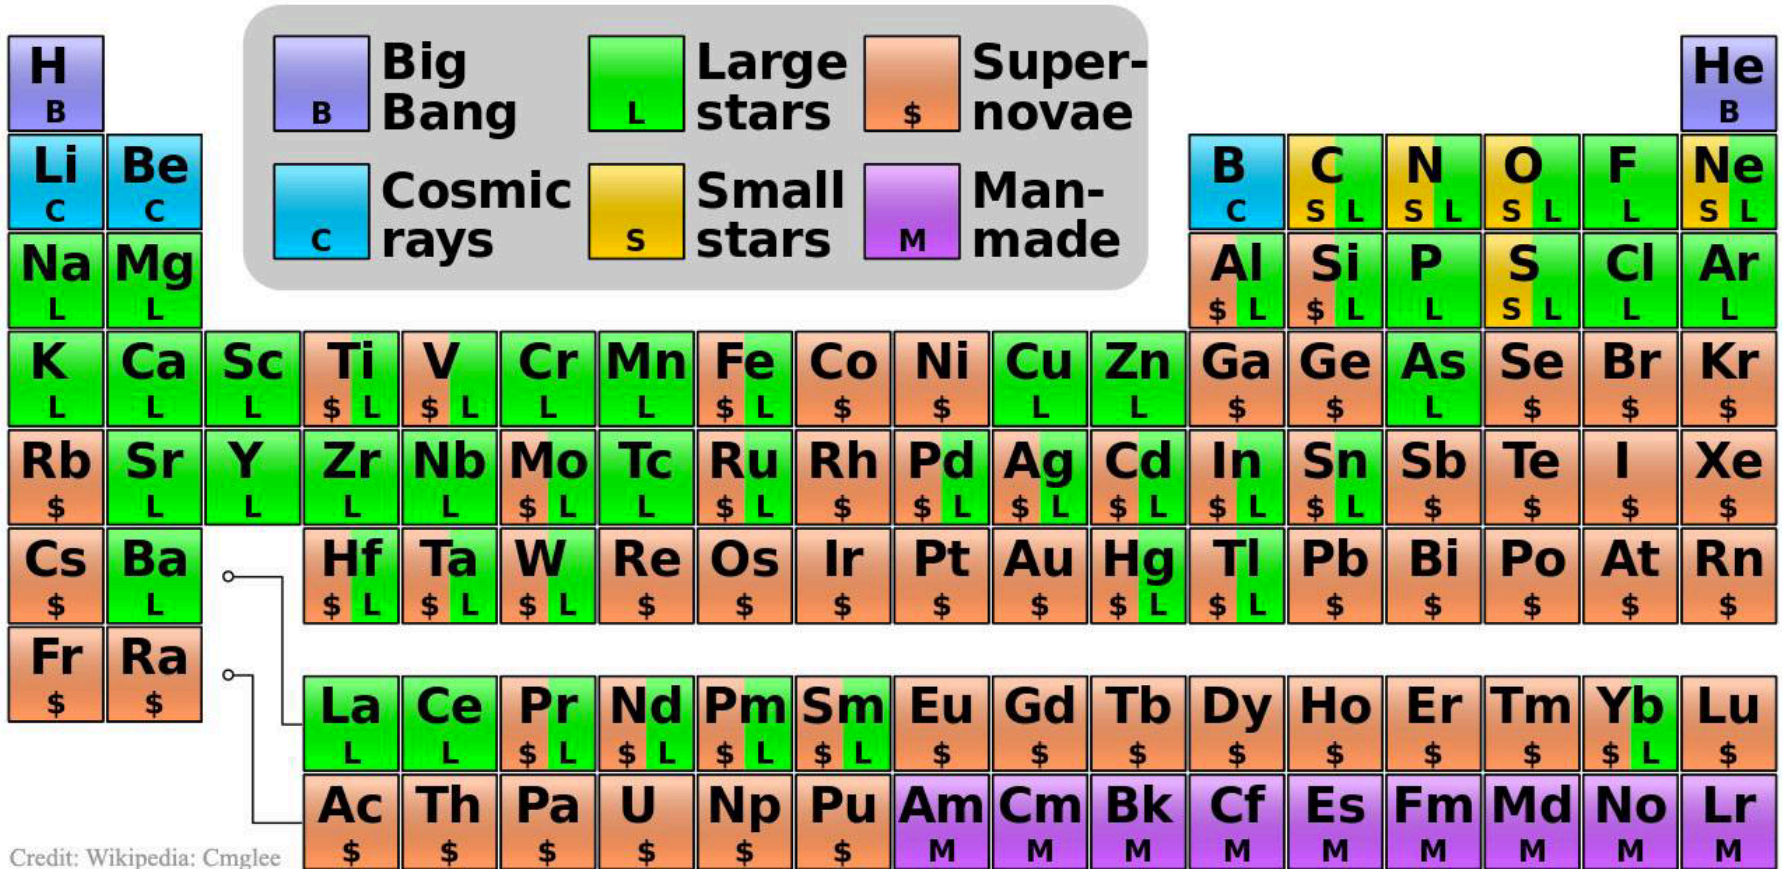 H
B
Big
Bang
B
Large
stars
L
Super-
novae
$
He
B
Li
C
Be
C
Cosmic
rays
C
Small
stars
S
Man-
made
M
B
C
C
S L
N
S L
O
S L
F
L
Ne
S L
Na
L
Mg
L
Al
$ L
Si
$ L
P
L
S
S L
Cl
L
Ar
L
K Ca Sc Ti V Cr Mn Fe Co Ni Cu Zn Ga Ge As Se Br Kr
L L L $ L $ L L L $ L $ $ L L $ $ L $ $ $
Rb Sr Y Zr Nb Mo Tc Ru Rh Pd Ag Cd In Sn Sb Te I Xe
$ L L L L $ L L $ L $ $ L $ L $ L $ L $ L $ $ $ $
Cs Ba Hf Ta W Re Os Ir Pt Au Hg Tl Pb Bi Po At Rn
$ L $ L $ L $ L $ $ $ $ $ $ L $ L $ $ $ $ $
Fr Ra
$ $
La Ce Pr Nd Pm Sm Eu Gd Tb Dy Ho Er Tm Yb Lu
L L $ L $ L $ L $ L $ $ $ $ $ $ $ $ L $
Ac Th Pa U Np Pu Am Cm Bk Cf Es Fm Md No Lr
$ $ $ $ $ $ M M M M M M M M M
Credit: Wikipedia: Cmglee